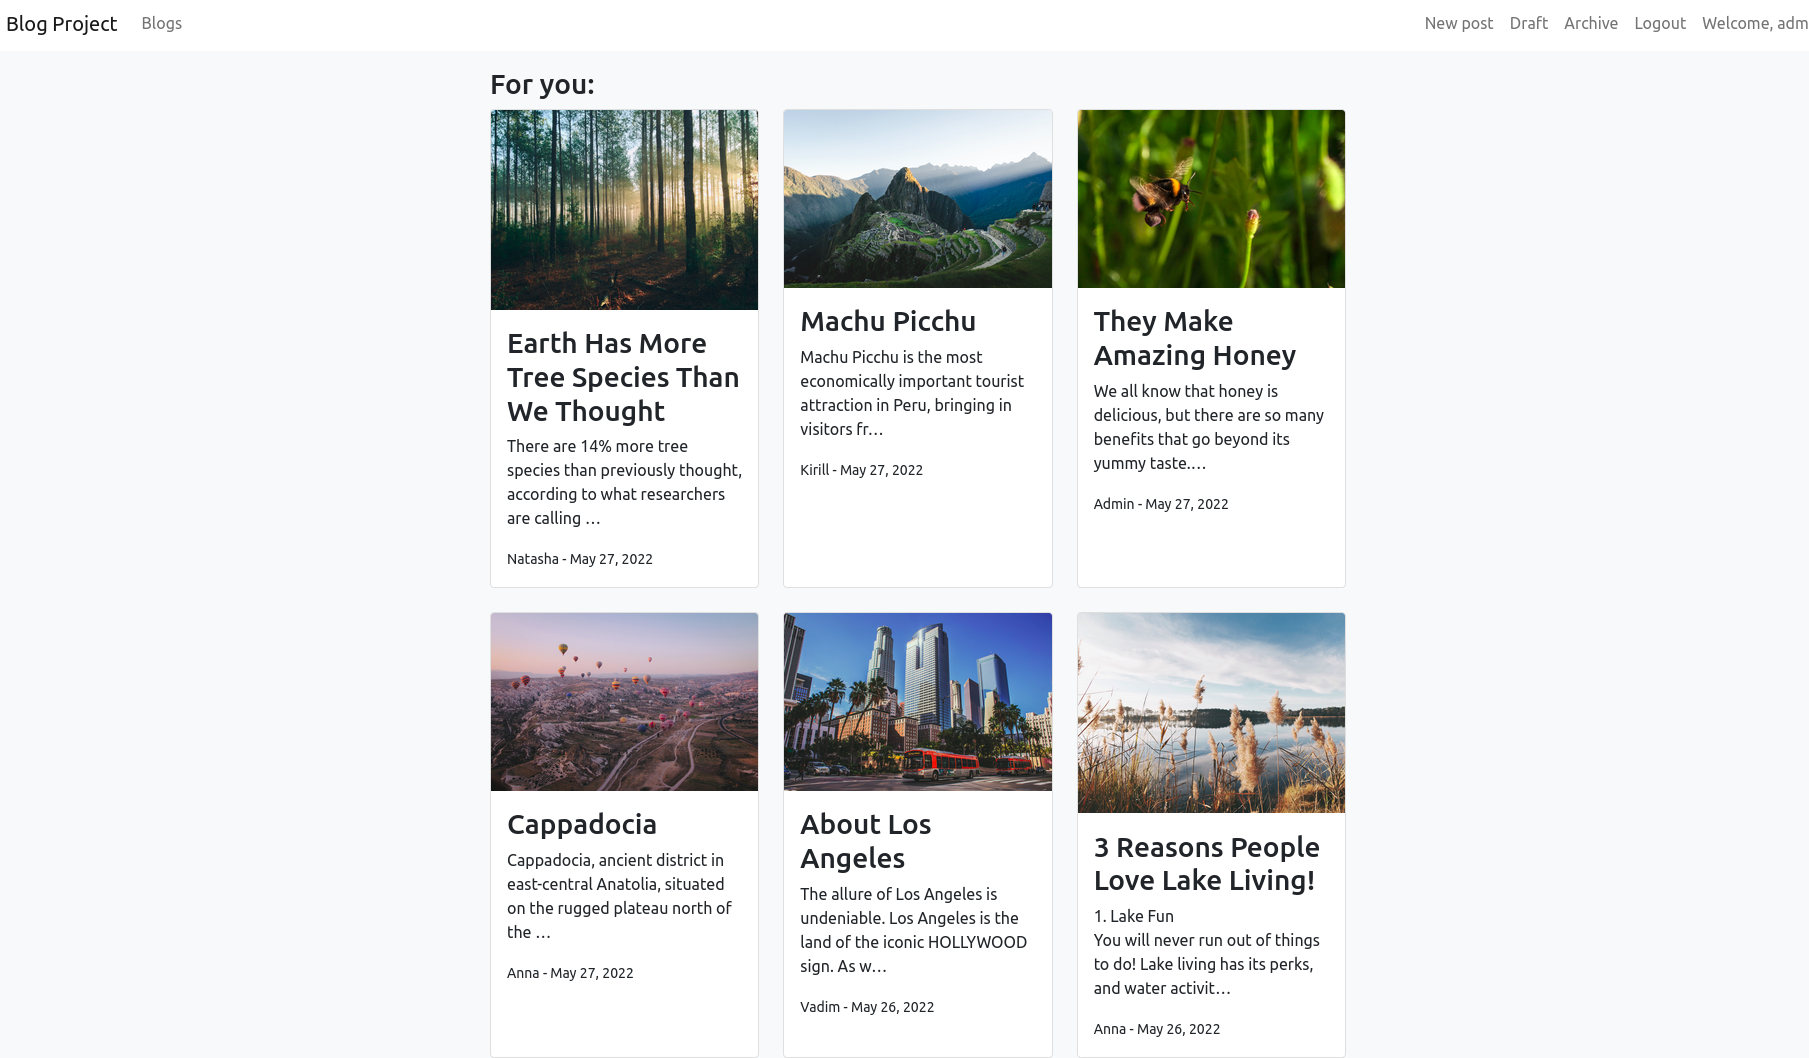 Blog Project Blogs New post Draft Archive Logout Welcome, adm
For you:
Earth Has More
Tree Species Than
We Thought
There are 14% more tree
species than previously thought,
according to what researchers
are calling …
Natasha - May 27, 2022
Machu Picchu
Machu Picchu is the most
economically important tourist
attraction in Peru, bringing in
visitors fr…
Kirill - May 27, 2022
They Make
Amazing Honey
We all know that honey is
delicious, but there are so many
benefits that go beyond its
yummy taste.…
Admin - May 27, 2022
Cappadocia
Cappadocia, ancient district in
east-central Anatolia, situated
on the rugged plateau north of
the …
Anna - May 27, 2022
About Los
Angeles
The allure of Los Angeles is
undeniable. Los Angeles is the
land of the iconic HOLLYWOOD
sign. As w…
Vadim - May 26, 2022
3 Reasons People
Love Lake Living!
1. Lake Fun
You will never run out of things
to do! Lake living has its perks,
and water activit…
Anna - May 26, 2022